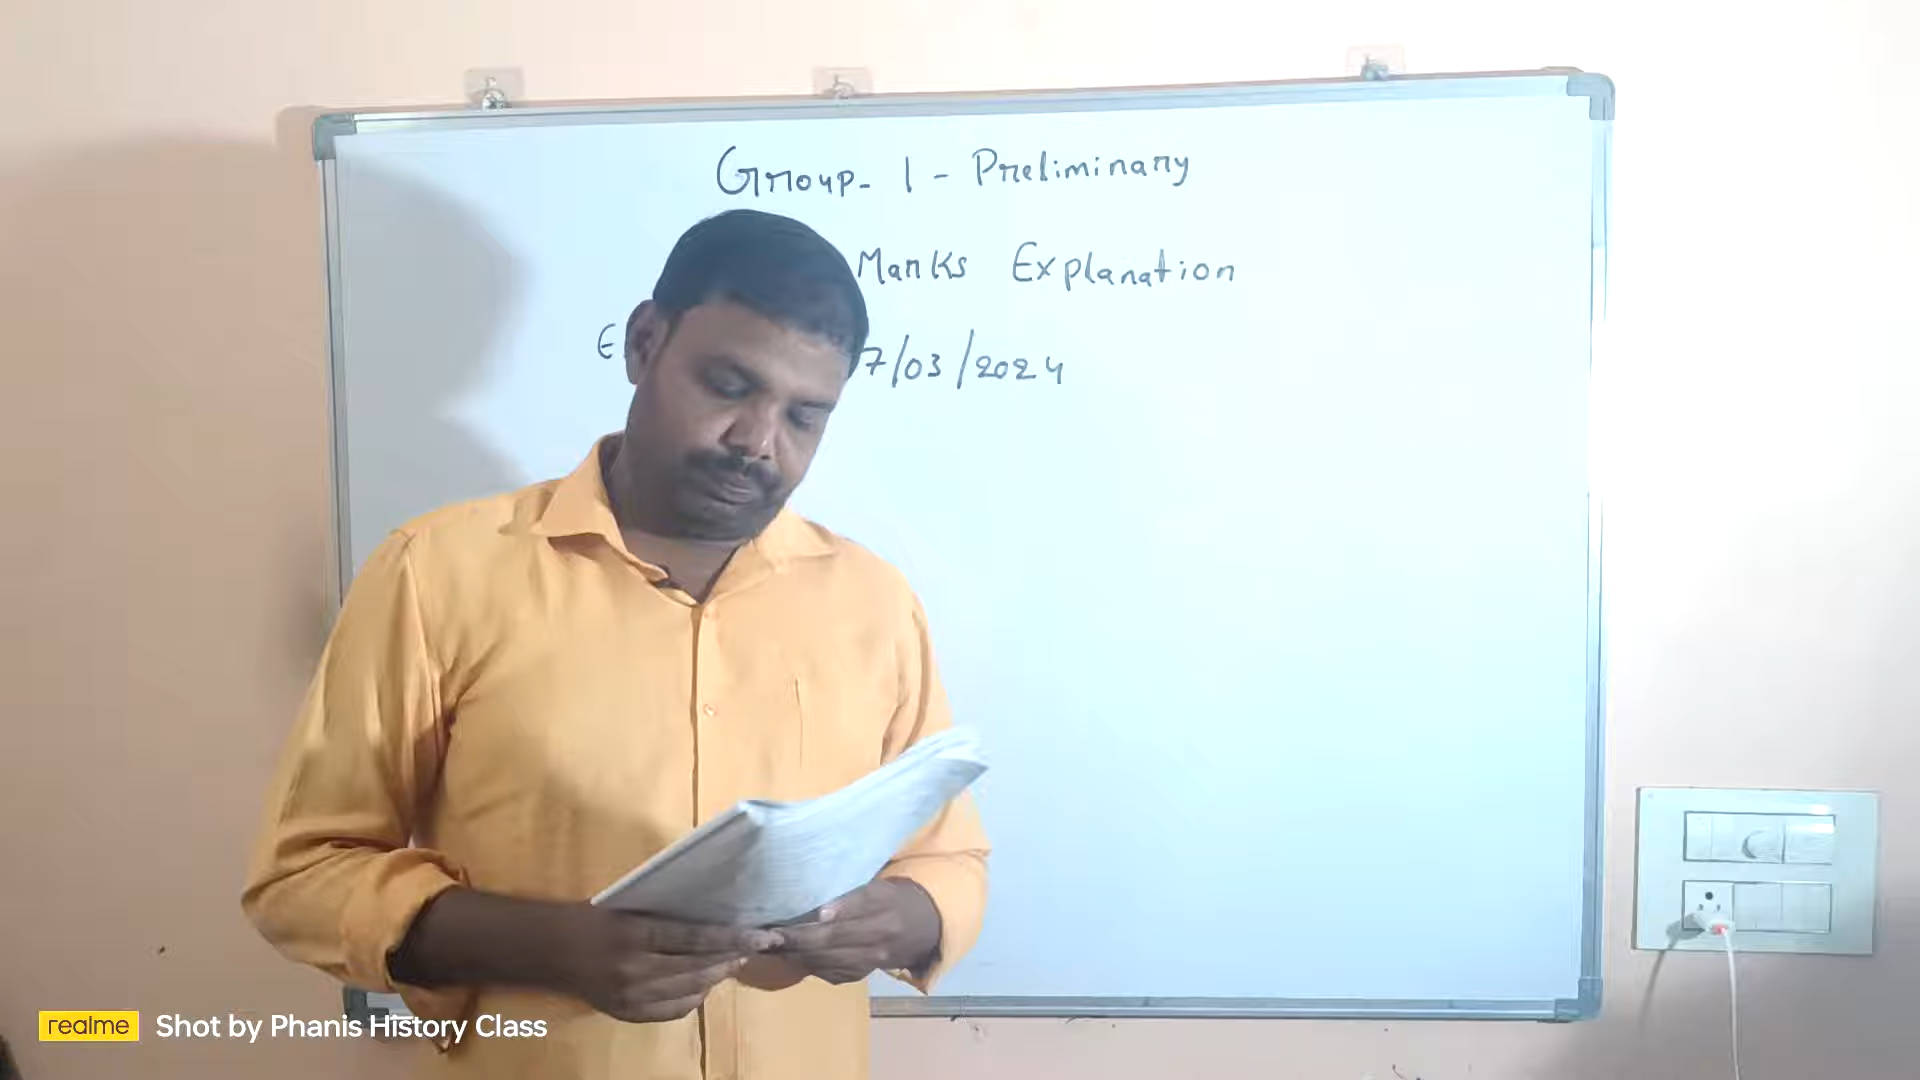 Group- 1 - Preliminary
Marks Explanation
7/03/2024
realme Shot by Phanis History Class